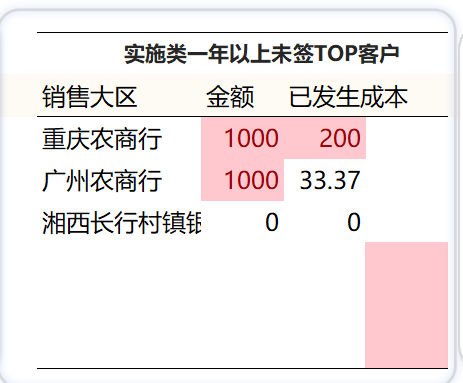 实施类一年以上未签TOP客户
销售大区 金额 已发生成本
重庆农商行 1000 200
广州农商行 1000 33.37
湘西长行村镇银 0 0